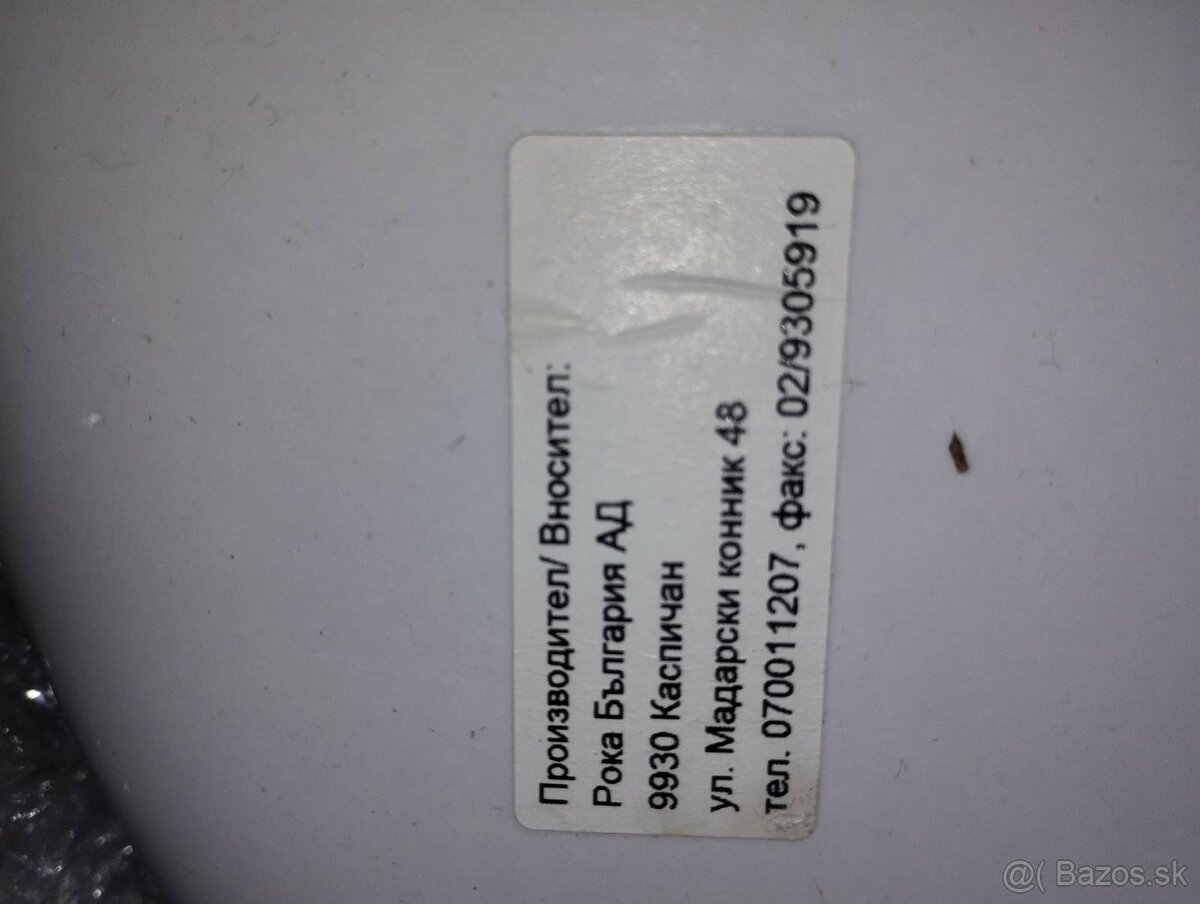 Производител/ Вносител:
Рока България АД
9930 Каспичан
ул. Мадарски конник 48
тел. 070011207, факс: 02/9305919
@( Bazos.sk